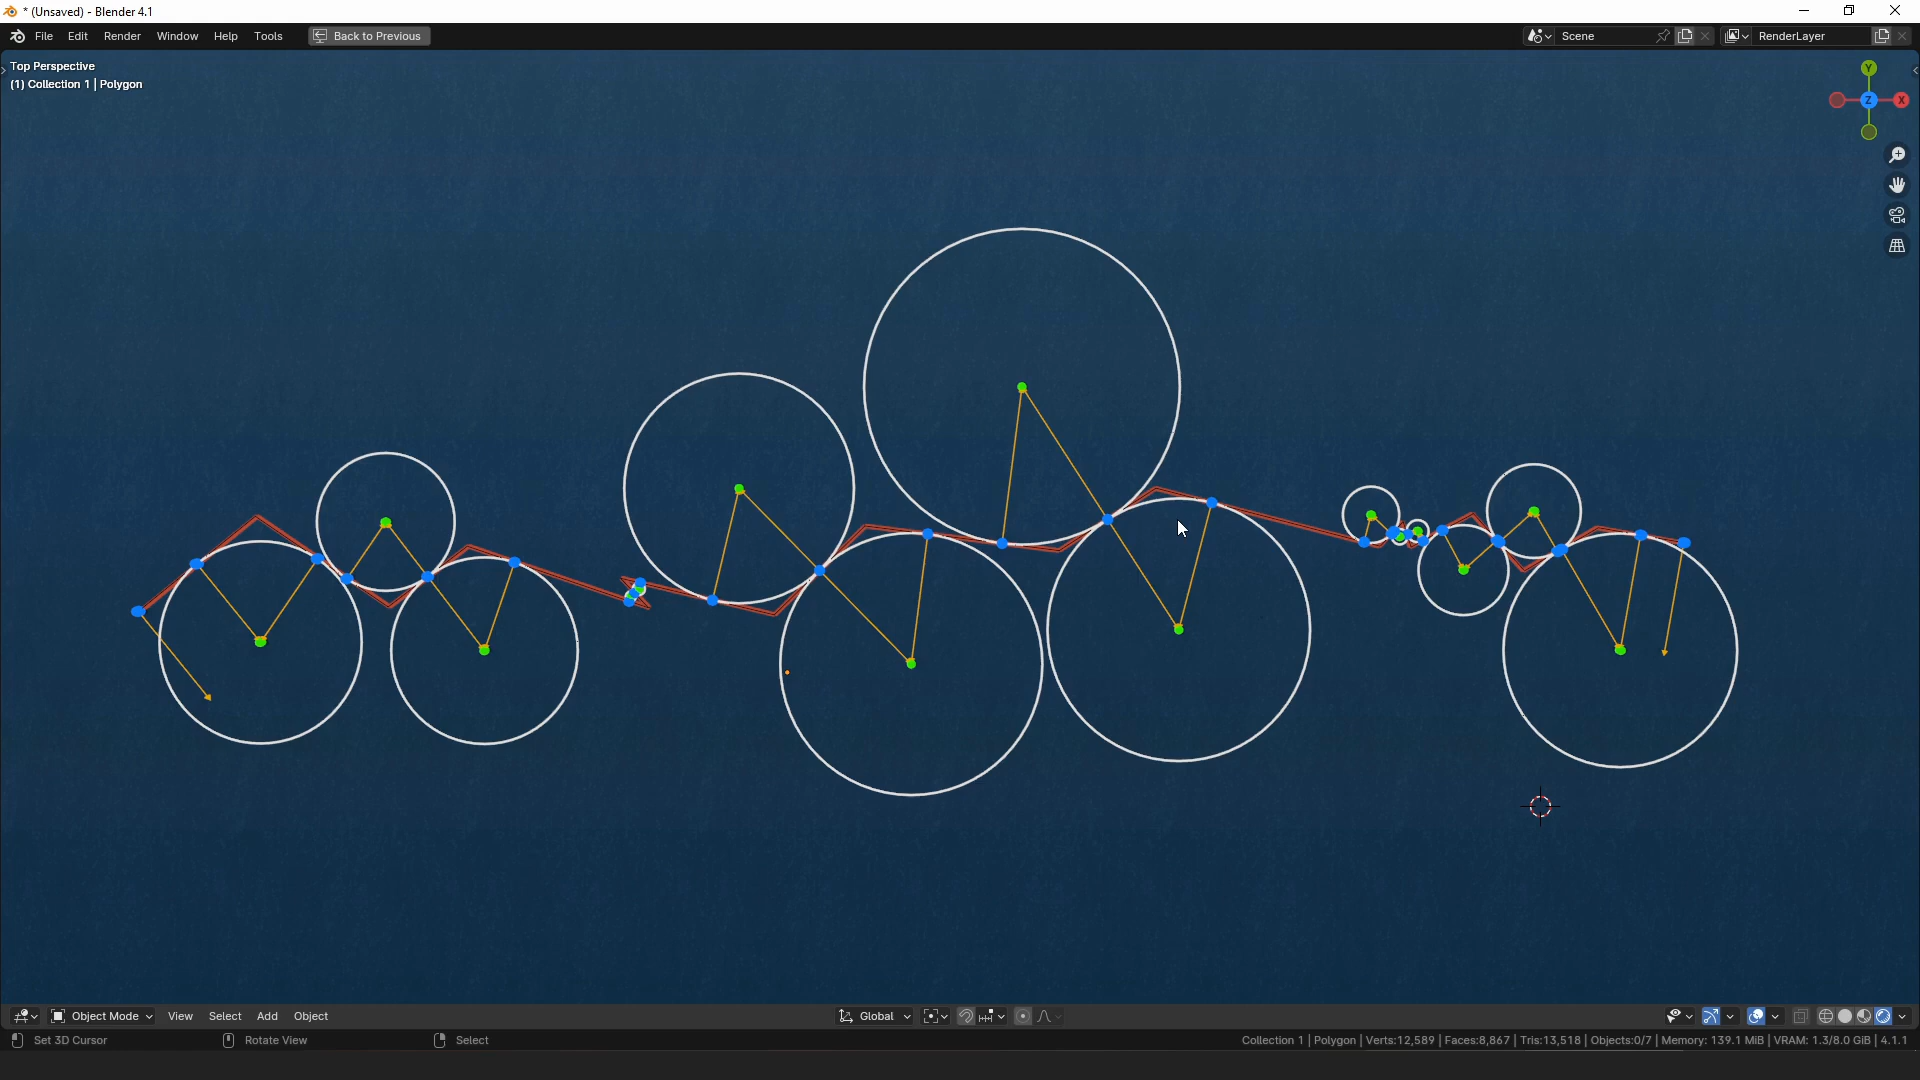 * (Unsaved) - Blender 4.1
File Edit Render Window Help Tools Back to Previous Scene RenderLayer
Top Perspective
(1) Collection 1 | Polygon
Y
Z X
Object Mode View Select Add Object Global
Set 3D Cursor Rotate View Select Collection 1 | Polygon | Verts:12,589 | Faces:8,867 | Tris:13,518 | Objects:0/7 | Memory: 139.1 MiB | VRAM: 1.3/8.0 GiB | 4.1.1